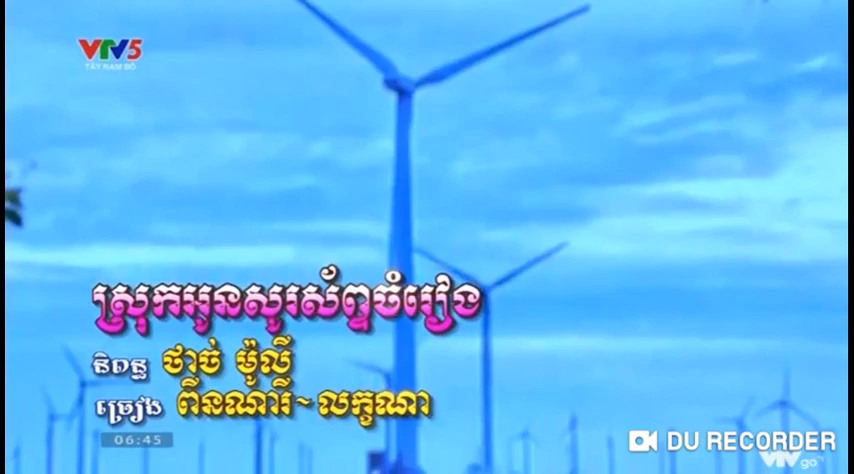 VTV5
TÂY NAM BỘ
ស្រុកអូនសូរស័ព្ទចំរៀង
និពន្ធ ថាច់ ម៉ូលី
ច្រៀង ពីនណារី ~ លក្ខណា
06:45
DU RECORDER
VTV go